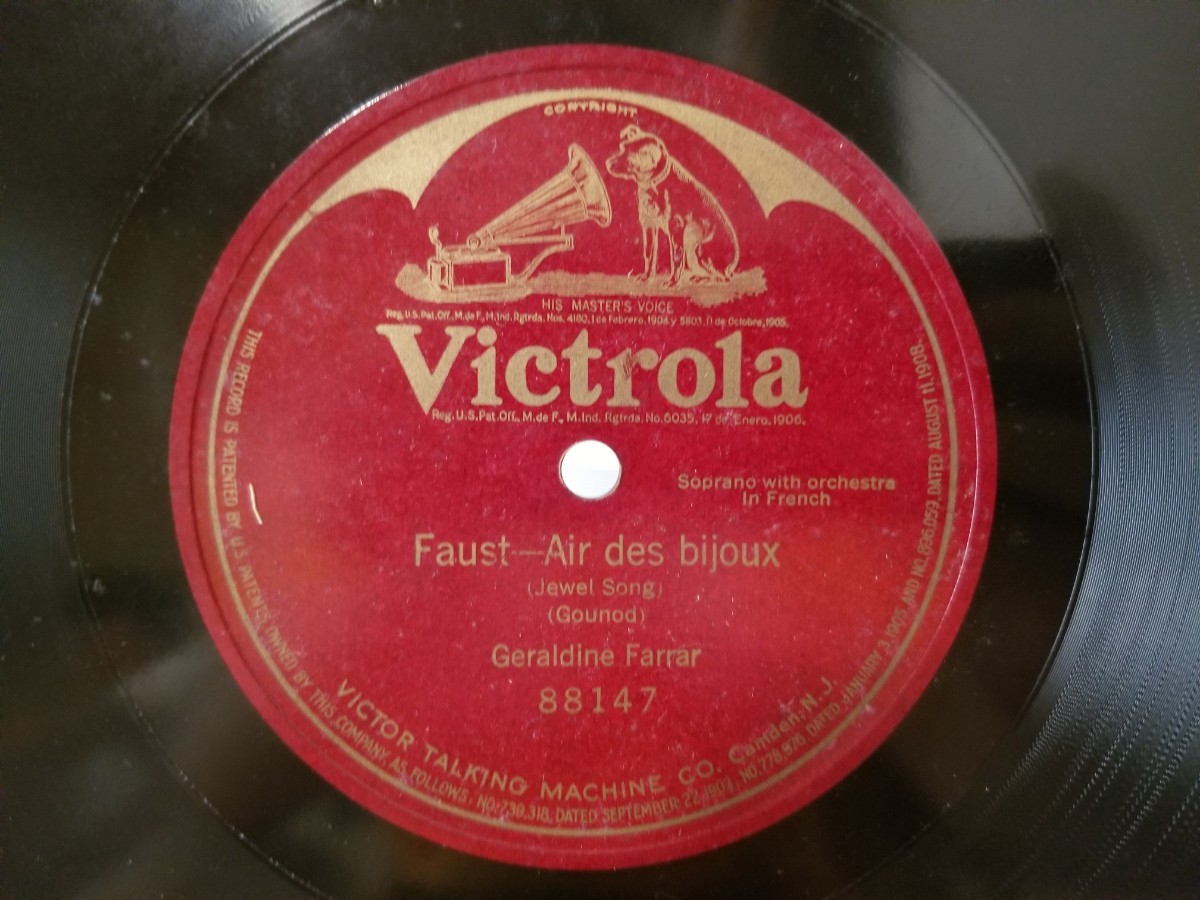 COPYRIGHT
HIS MASTER'S VOICE
Reg. U.S. Pat. Off., M. de F., M. Ind. Rgtrda. Nos. 4180, 1 de Febrero, 1904 y 5803, 11 de Octobre, 1905.
Victrola
Reg. U.S. Pat. Off., M. de F., M. Ind. Rgtrda. No. 6035, 17 de Enero, 1906.
Soprano with orchestra
In French
Faust—Air des bijoux
(Jewel Song)
(Gounod)
Geraldine Farrar
88147
VICTOR TALKING MACHINE CO. Camden, N. J.
THIS RECORD IS PATENTED BY U.S. PATENTS, OWNED BY THIS COMPANY, AS FOLLOWS, NO. 739,318, DATED SEPTEMBER 22, 1903, NO. 778,976, DATED JANUARY 3, 1905, AND NO. 896,059, DATED AUGUST 11, 1908.